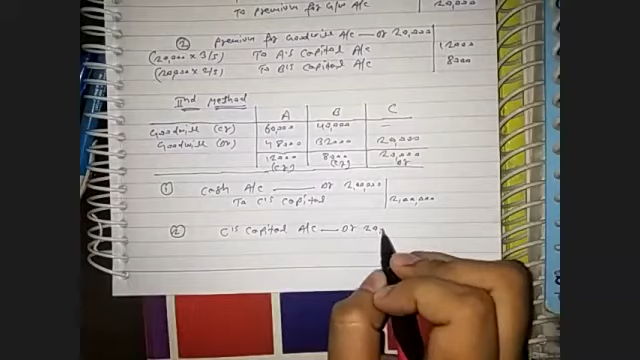 To premium for G/w A/c 20,000
② premium for Goodwill A/c — Dr 20,000
(20,000 x 3/5) To A's Capital A/c 12000
(20,000 x 2/5) To B's Capital A/c 8000
IInd Method
A B C
Goodwill (cr) 60,000 40,000 —
Goodwill (Dr) 48000 32000 20,000
12000 8000 20,000
(cr) (cr) Dr
① Cash A/c — Dr 2,00,000
To C's Capital 2,00,000
② C's Capital A/c — Dr 20,